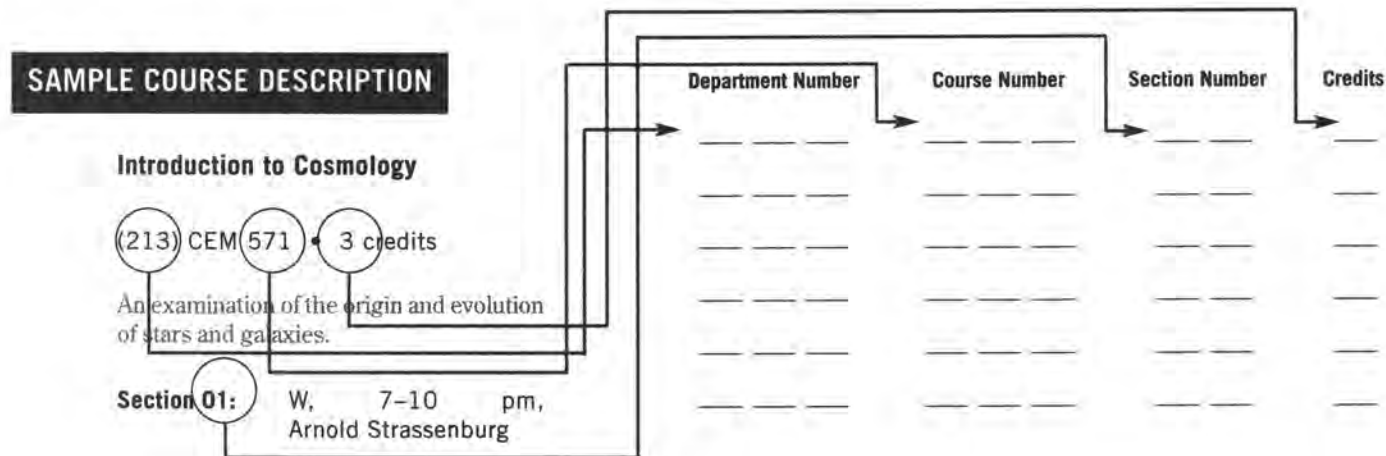 SAMPLE COURSE DESCRIPTION
Introduction to Cosmology
(213) CEM 571 • 3 credits
An examination of the origin and evolution
of stars and galaxies.
Section 01: W, 7–10 pm,
Arnold Strassenburg
Department Number Course Number Section Number Credits